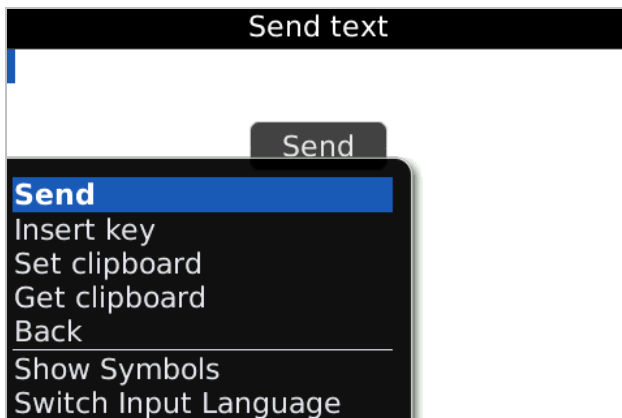 Send text
Send
Send
Insert key
Set clipboard
Get clipboard
Back
Show Symbols
Switch Input Language